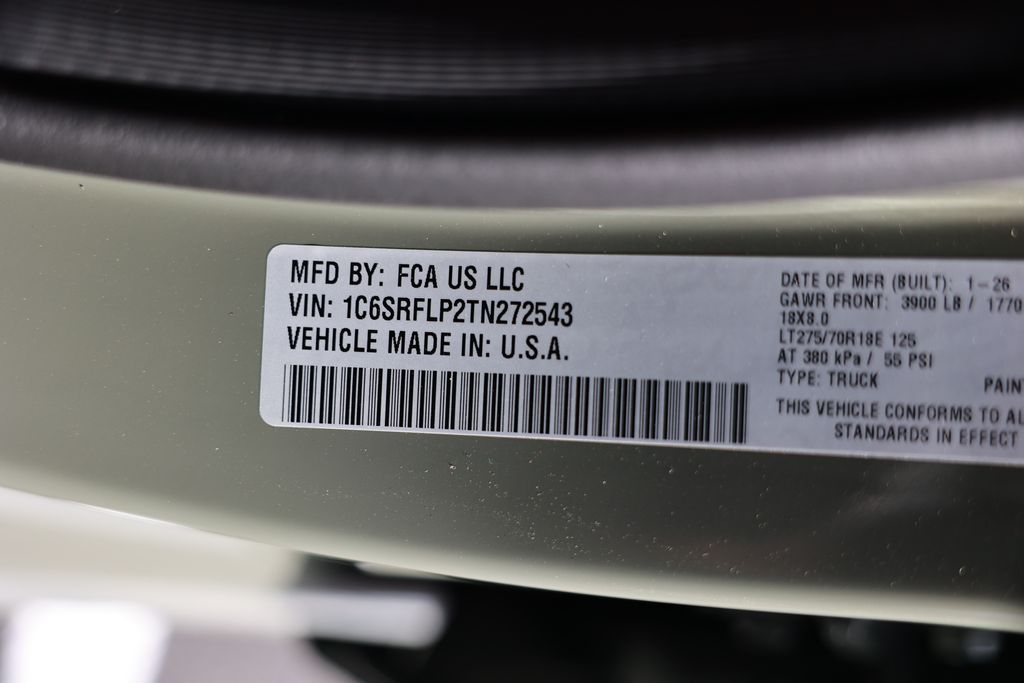 MFD BY: FCA US LLC
VIN: 1C6SRFLP2TN272543
VEHICLE MADE IN: U.S.A.
DATE OF MFR (BUILT): 1-26
GAWR FRONT: 3900 LB / 1770
18X8.0
LT275/70R18E 125
AT 380 kPa / 55 PSI
TYPE: TRUCK PAINT
THIS VEHICLE CONFORMS TO AL
STANDARDS IN EFFECT